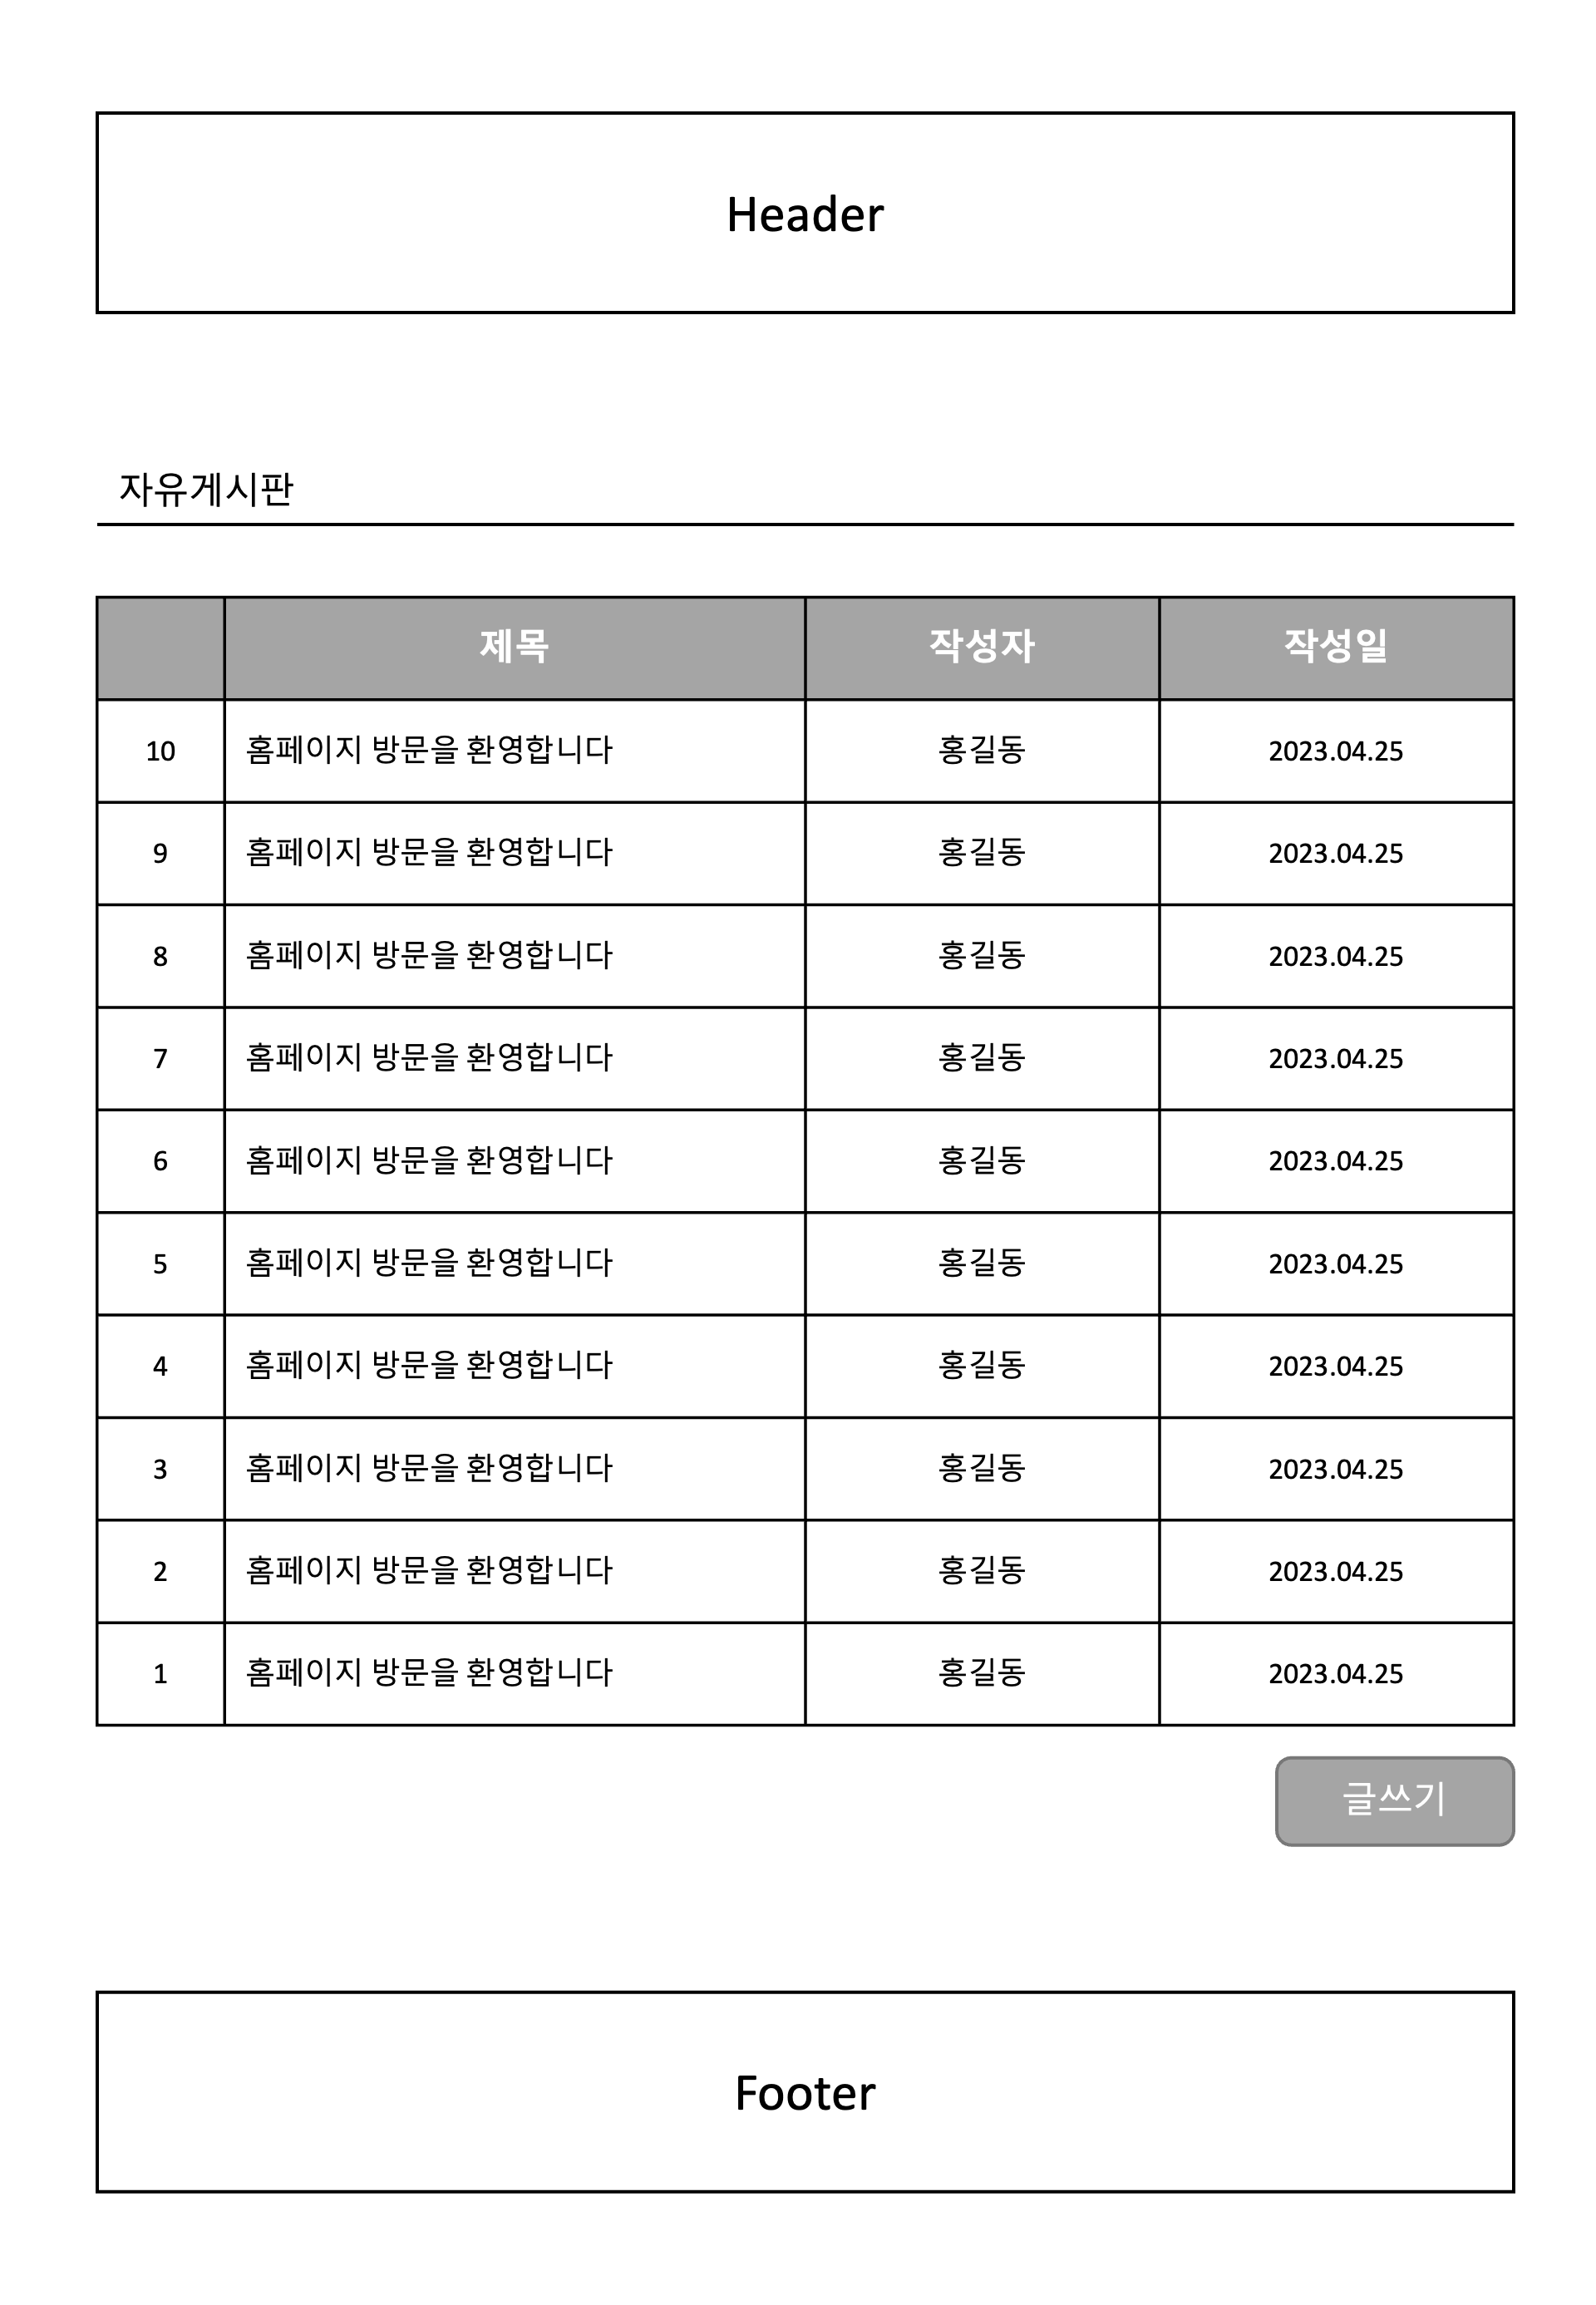 Header
자유게시판
제목 작성자 작성일
10 홈페이지 방문을 환영합니다 홍길동 2023.04.25
9 홈페이지 방문을 환영합니다 홍길동 2023.04.25
8 홈페이지 방문을 환영합니다 홍길동 2023.04.25
7 홈페이지 방문을 환영합니다 홍길동 2023.04.25
6 홈페이지 방문을 환영합니다 홍길동 2023.04.25
5 홈페이지 방문을 환영합니다 홍길동 2023.04.25
4 홈페이지 방문을 환영합니다 홍길동 2023.04.25
3 홈페이지 방문을 환영합니다 홍길동 2023.04.25
2 홈페이지 방문을 환영합니다 홍길동 2023.04.25
1 홈페이지 방문을 환영합니다 홍길동 2023.04.25
글쓰기
Footer